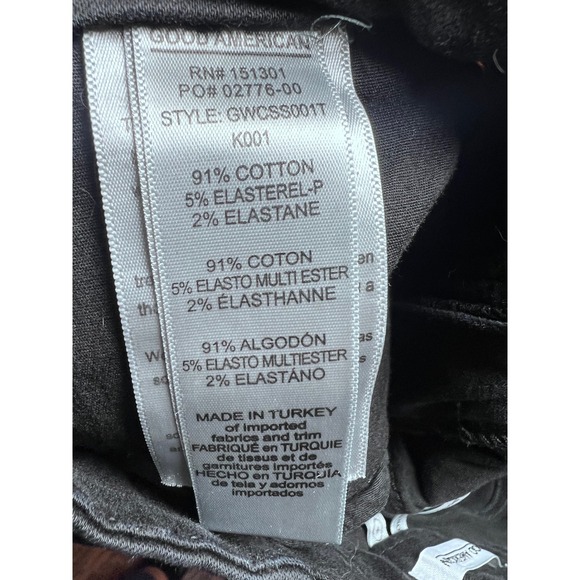 GOOD AMERICAN
RN# 151301
PO# 02776-00
STYLE: GWCSS001T
K001
91% COTTON
5% ELASTEREL-P
2% ELASTANE
91% COTON
5% ELASTO MULTI ESTER
2% ÉLASTHANNE
91% ALGODÓN
5% ELASTO MULTIESTER
2% ELASTÁNO
MADE IN TURKEY
of imported
fabrics and trim
FABRIQUÉ en TURQUIE
de tissus et de
garnitures importés
HECHO en TURQUÍA
de tela y adornos
importados